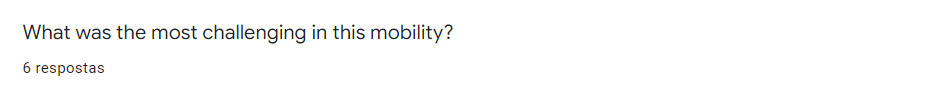 What was the most challenging in this mobility?
6 respostas